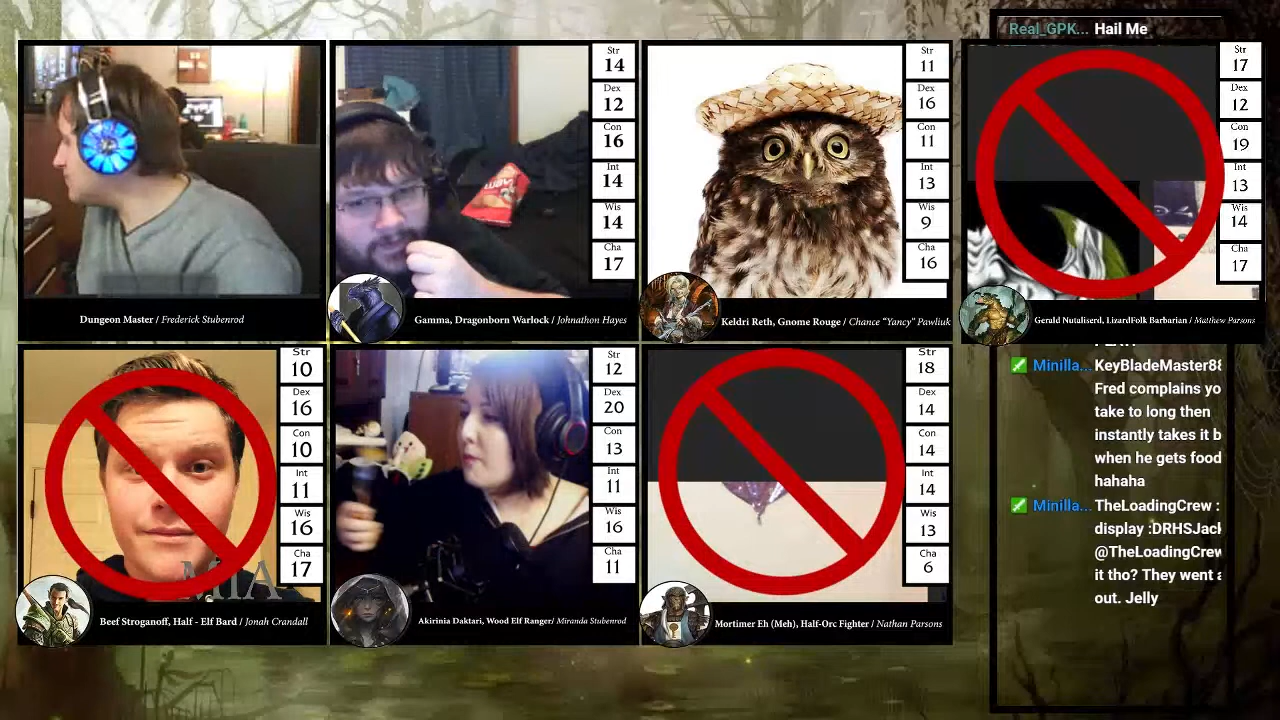 Real_GPK... Hail Me
Str
14
Dex
12
Con
16
Int
14
Wis
14
Cha
17
Dungeon Master / Frederick Stubenrod
Gamma, Dragonborn Warlock / Johnathon Hayes
Str
11
Dex
16
Con
11
Int
13
Wis
9
Cha
16
Keldri Reth, Gnome Rouge / Chance “Yancy” Pawliuk
Str
17
Dex
12
Con
19
Int
13
Wis
14
Cha
17
Gerald Nutaliserd, LizardFolk Barbarian / Matthew Parsons
Str
10
Dex
16
Con
10
Int
11
Wis
16
Cha
17
MIA
Beef Stroganoff, Half - Elf Bard / Jonah Crandall
Str
12
Dex
20
Con
13
Int
11
Wis
16
Cha
11
Akirinia Daktari, Wood Elf Ranger/ Miranda Stubenrod
Str
18
Dex
14
Con
14
Int
14
Wis
13
Cha
6
Mortimer Eh (Meh), Half-Orc Fighter / Nathan Parsons
Minilla... KeyBladeMaster88
Fred complains yo
take to long then
instantly takes it b
when he gets food
hahaha
Minilla... TheLoadingCrew :
display :DRHSJack
@TheLoadingCrew
it tho? They went a
out. Jelly